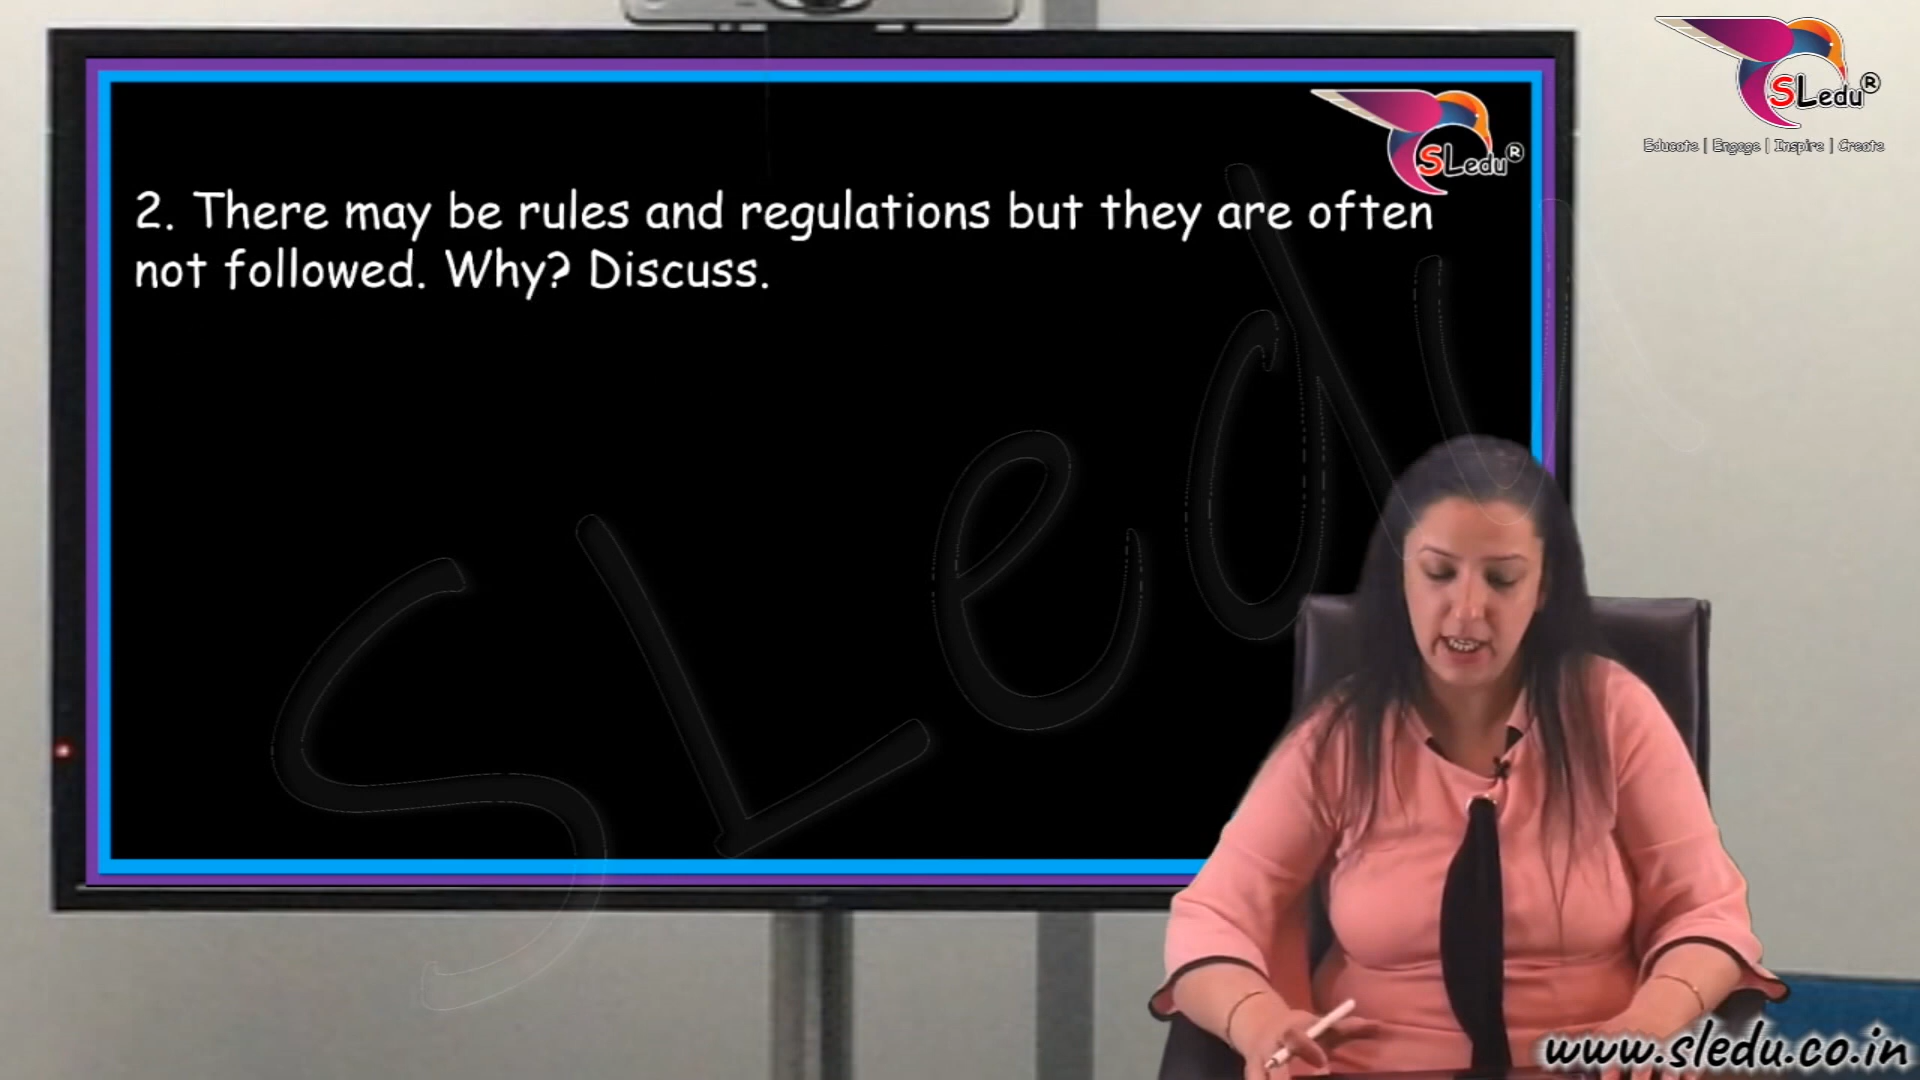 SLedu®
Educate | Engage | Inspire | Create
SLedu®
2. There may be rules and regulations but they are often
not followed. Why? Discuss.
SLedu
www.sledu.co.in